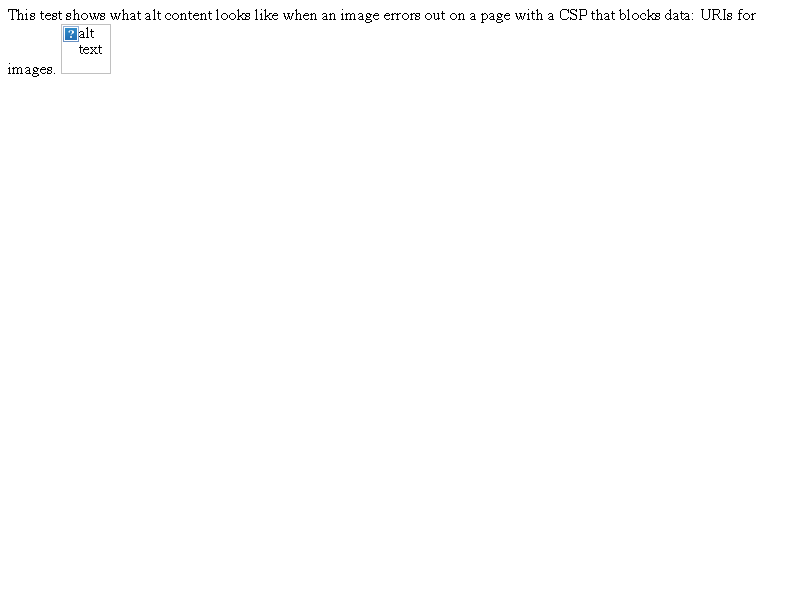 This test shows what alt content looks like when an image errors out on a page with a CSP that blocks data: URIs for
?alt
text
images.